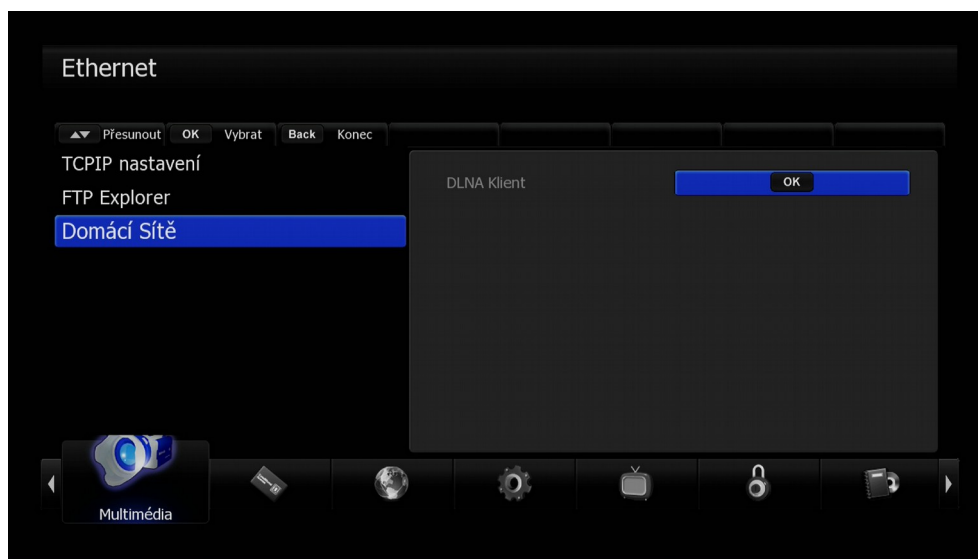 Ethernet
Přesunout OK Vybrat Back Konec
TCPIP nastavení
DLNA Klient OK
FTP Explorer
Domácí Sítě
Multimédia